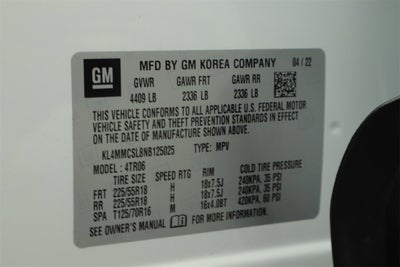 GM
MFD BY GM KOREA COMPANY 04 / 22
GVWR GAWR FRT GAWR RR
4409 LB 2336 LB 2336 LB
THIS VEHICLE CONFORMS TO ALL APPLICABLE U.S. FEDERAL MOTOR
VEHICLE SAFETY AND THEFT PREVENTION STANDARDS IN EFFECT
ON THE DATE OF MANUFACTURE SHOWN ABOVE.
KL4MMCSL8NB125025 TYPE: MPV
MODEL : 4TR06
TIRE SIZE SPEED RTG RIM COLD TIRE PRESSURE
FRT 225/55R18 H 18x7.5J 240KPA, 35 PSI
RR 225/55R18 H 18x7.5J 240KPA, 35 PSI
SPA T125/70R16 M 16x4.0BT 420KPA, 60 PSI
SEE OWNER'S MANUAL FOR MORE INFORMATION.